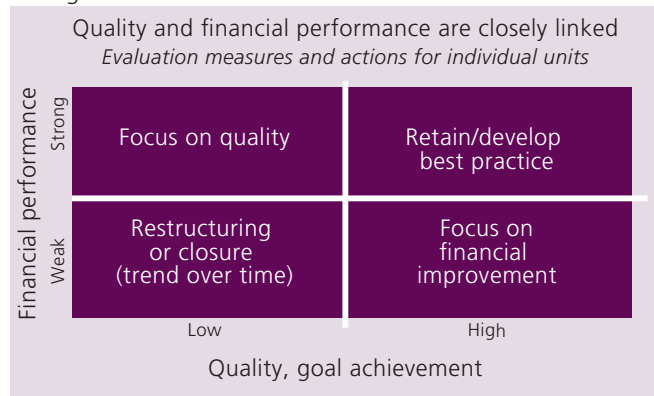 Quality and financial performance are closely linked
Evaluation measures and actions for individual units
Financial performance
Strong
Weak
Focus on quality
Retain/develop
best practice
Restructuring
or closure
(trend over time)
Focus on
financial
improvement
Low
High
Quality, goal achievement